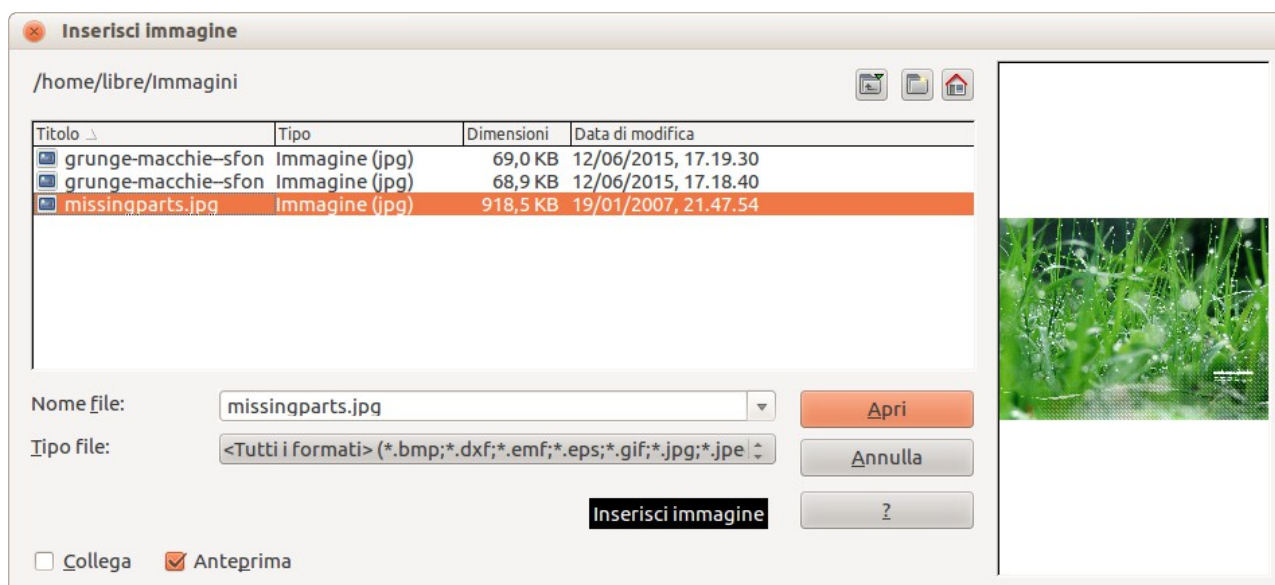 Inserisci immagine
/home/libre/Immagini
Titolo Tipo Dimensioni Data di modifica
grunge-macchie--sfon Immagine (jpg) 69,0 KB 12/06/2015, 17.19.30
grunge-macchie--sfon Immagine (jpg) 68,9 KB 12/06/2015, 17.18.40
missingparts.jpg Immagine (jpg) 918,5 KB 19/01/2007, 21.47.54
Nome file: missingparts.jpg Apri
Tipo file: <Tutti i formati> (*.bmp;*.dxf;*.emf;*.eps;*.gif;*.jpg;*.jpe Annulla
Inserisci immagine ?
Collega Anteprima